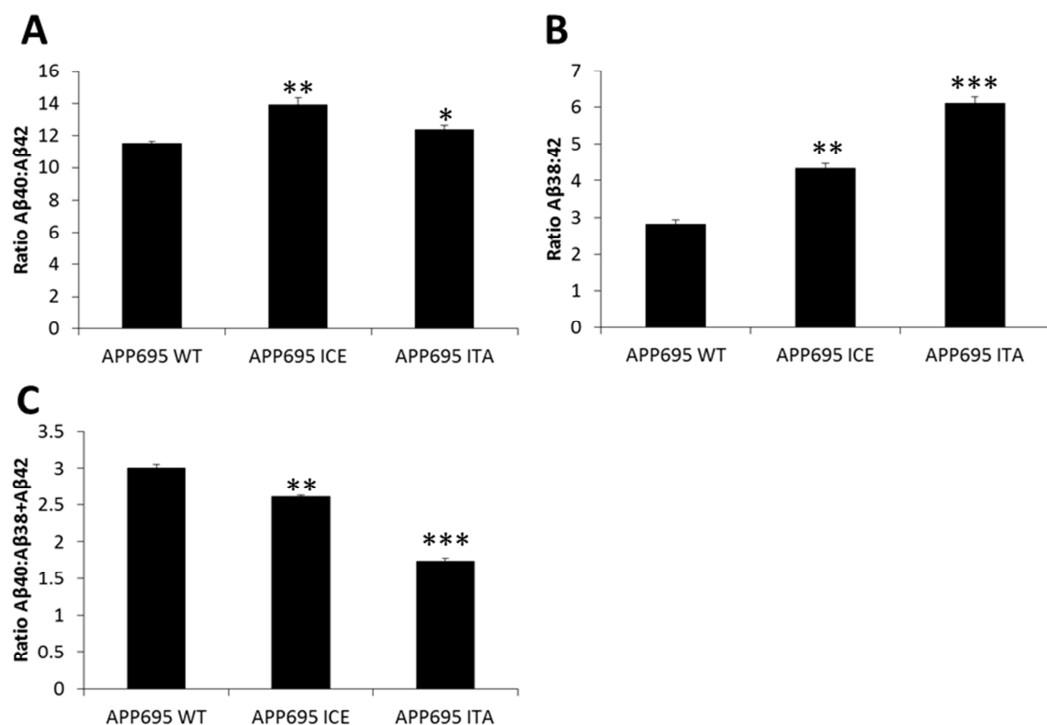 A
Ratio Aβ40:Aβ42
16
14
12
10
8
6
4
2
0
**
*
APP695 WT
APP695 ICE
APP695 ITA
B
Ratio Aβ38:42
7
6
5
4
3
2
1
0
**
***
APP695 WT
APP695 ICE
APP695 ITA
C
Ratio Aβ40:Aβ38+Aβ42
3.5
3
2.5
2
1.5
1
0.5
0
**
***
APP695 WT
APP695 ICE
APP695 ITA